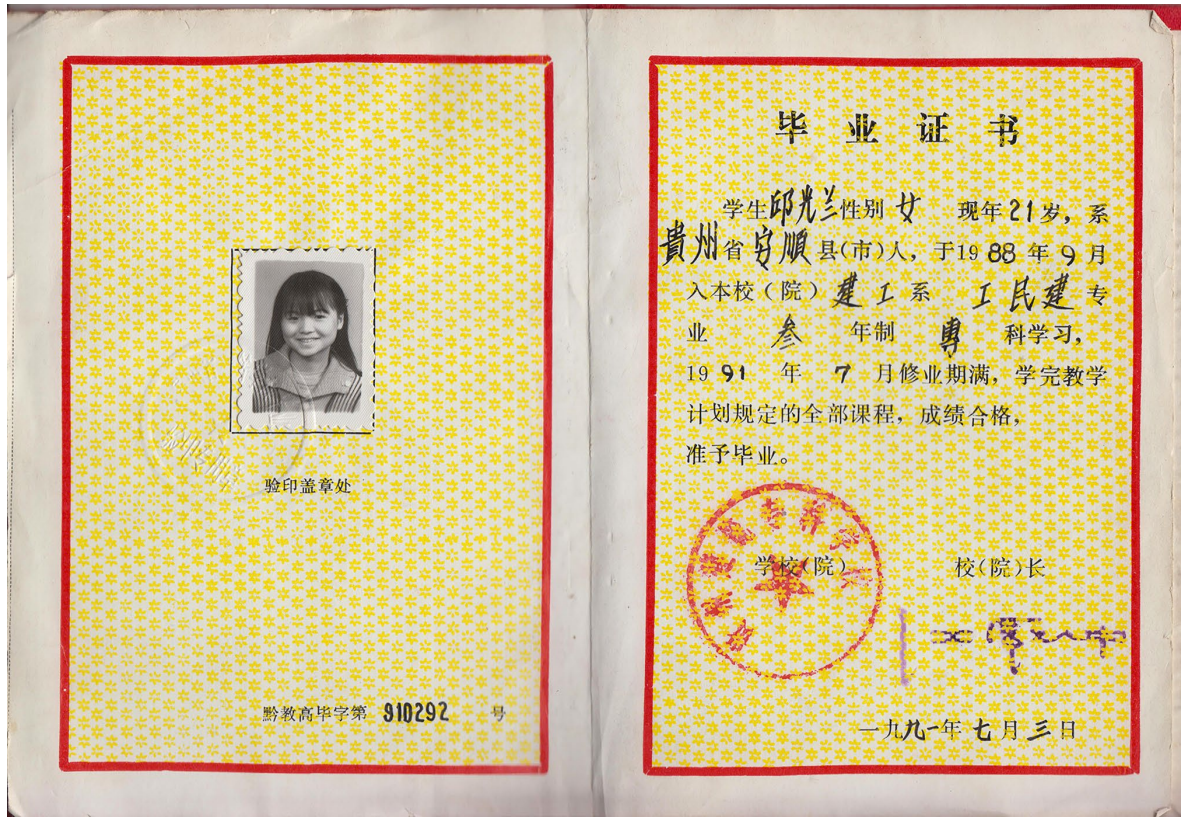 验印盖章处
黔教高毕字第 910292 号
毕业证书
学生邱光兰性别 女 现年21岁，系
貴州省安順县(市)人，于1988年9月
入本校（院）建工系 工民建专
业 叁 年制 專 科学习，
1991 年 7 月修业期满，学完教学
计划规定的全部课程，成绩合格，
准予毕业。
学校(院) 校(院)长
一九九一年七月三日